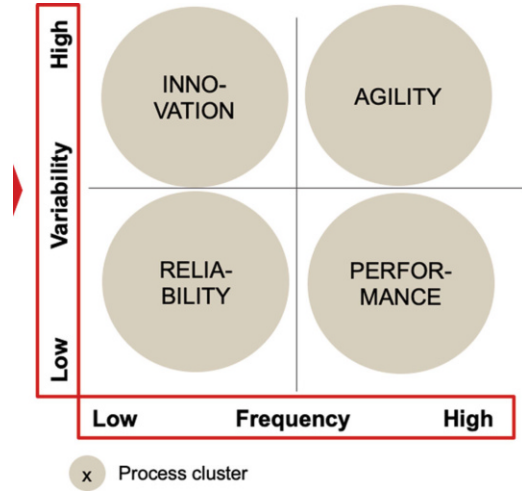 High
INNO-
VATION
AGILITY
Variability
RELIA-
BILITY
PERFOR-
MANCE
Low
Low Frequency High
x Process cluster